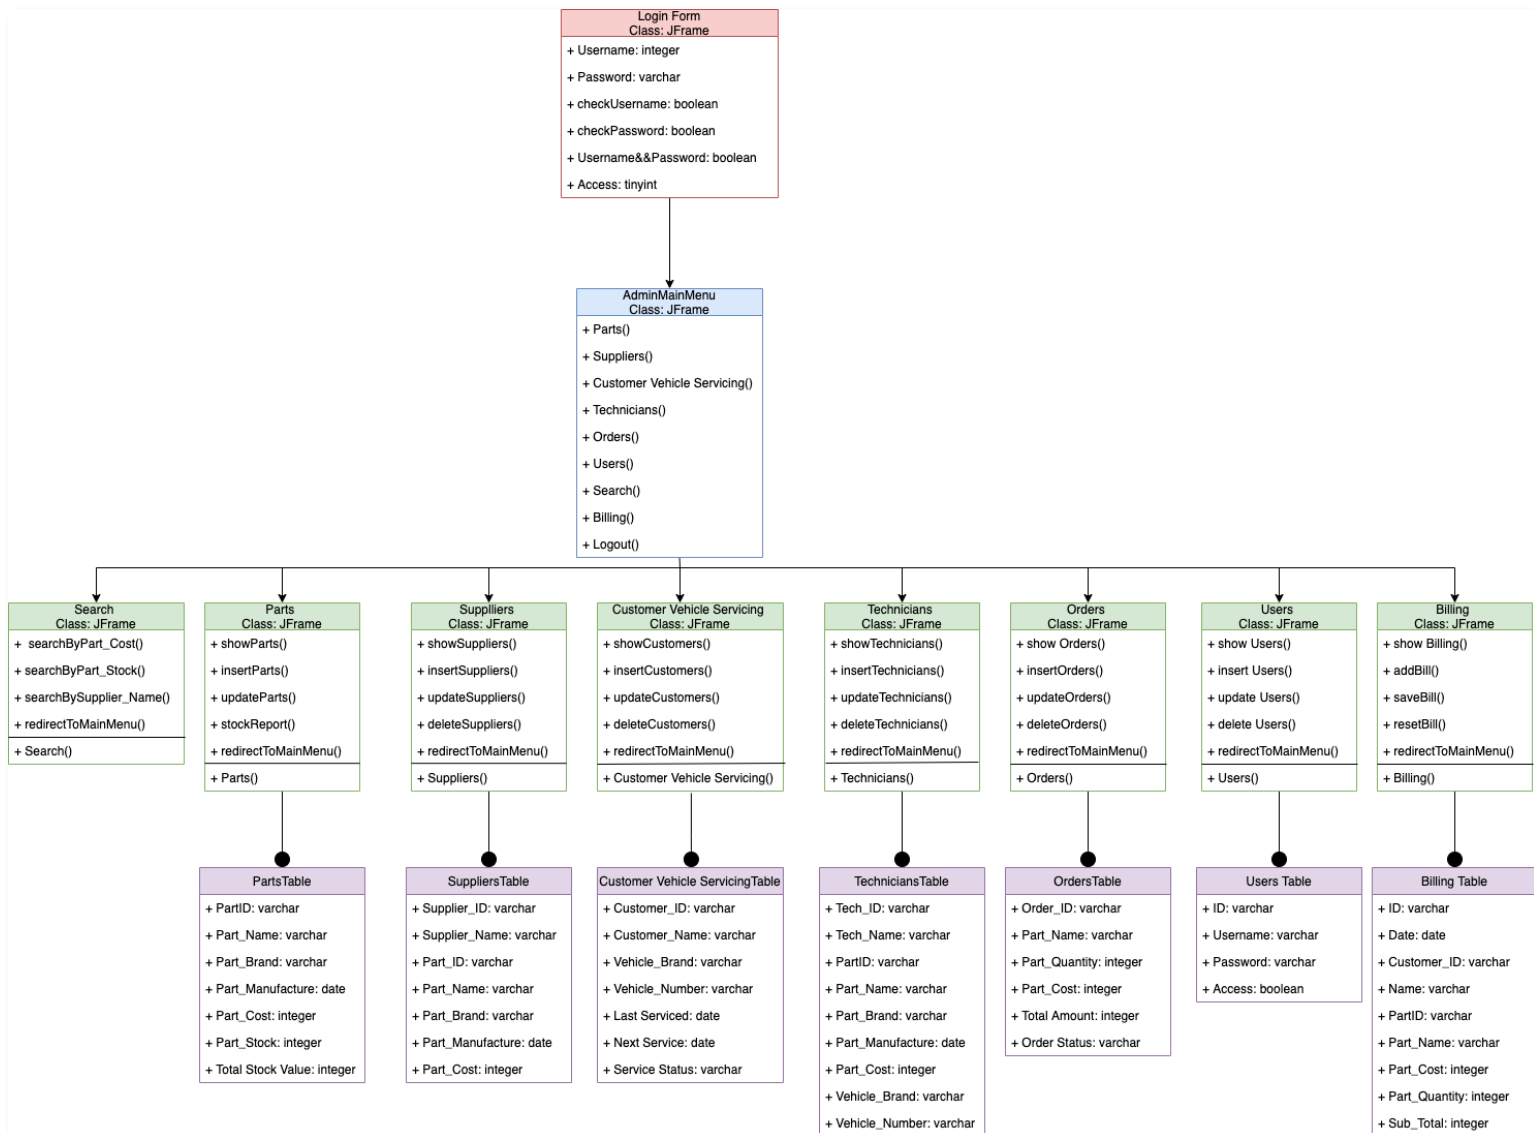 Login Form
Class: JFrame
+ Username: integer
+ Password: varchar
+ checkUsername: boolean
+ checkPassword: boolean
+ Username&&Password: boolean
+ Access: tinyint
AdminMainMenu
Class: JFrame
+ Parts()
+ Suppliers()
+ Customer Vehicle Servicing()
+ Technicians()
+ Orders()
+ Users()
+ Search()
+ Billing()
+ Logout()
Search
Class: JFrame
+ searchByPart_Cost()
+ searchByPart_Stock()
+ searchBySupplier_Name()
+ redirectToMainMenu()
+ Search()
Parts
Class: JFrame
+ showParts()
+ insertParts()
+ updateParts()
+ stockReport()
+ redirectToMainMenu()
+ Parts()
Supplliers
Class: JFrame
+ showSuppliers()
+ insertSuppliers()
+ updateSuppliers()
+ deleteSuppliers()
+ redirectToMainMenu()
+ Suppliers()
Customer Vehicle Servicing
Class: JFrame
+ showCustomers()
+ insertCustomers()
+ updateCustomers()
+ deleteCustomers()
+ redirectToMainMenu()
+ Customer Vehicle Servicing()
Technicians
Class: JFrame
+ showTechnicians()
+ insertTechnicians()
+ updateTechnicians()
+ deleteTechnicians()
+ redirectToMainMenu()
+ Technicians()
Orders
Class: JFrame
+ show Orders()
+ insertOrders()
+ updateOrders()
+ deleteOrders()
+ redirectToMainMenu()
+ Orders()
Users
Class: JFrame
+ show Users()
+ insert Users()
+ update Users()
+ delete Users()
+ redirectToMainMenu()
+ Users()
Billing
Class: JFrame
+ show Billing()
+ addBill()
+ saveBill()
+ resetBill()
+ redirectToMainMenu()
+ Billing()
PartsTable
+ PartID: varchar
+ Part_Name: varchar
+ Part_Brand: varchar
+ Part_Manufacture: date
+ Part_Cost: integer
+ Part_Stock: integer
+ Total Stock Value: integer
SuppliersTable
+ Supplier_ID: varchar
+ Supplier_Name: varchar
+ Part_ID: varchar
+ Part_Name: varchar
+ Part_Brand: varchar
+ Part_Manufacture: date
+ Part_Cost: integer
Customer Vehicle ServicingTable
+ Customer_ID: varchar
+ Customer_Name: varchar
+ Vehicle_Brand: varchar
+ Vehicle_Number: varchar
+ Last Serviced: date
+ Next Service: date
+ Service Status: varchar
TechniciansTable
+ Tech_ID: varchar
+ Tech_Name: varchar
+ PartID: varchar
+ Part_Name: varchar
+ Part_Brand: varchar
+ Part_Manufacture: date
+ Part_Cost: integer
+ Vehicle_Brand: varchar
+ Vehicle_Number: varchar
OrdersTable
+ Order_ID: varchar
+ Part_Name: varchar
+ Part_Quantity: integer
+ Part_Cost: integer
+ Total Amount: integer
+ Order Status: varchar
Users Table
+ ID: varchar
+ Username: varchar
+ Password: varchar
+ Access: boolean
Billing Table
+ ID: varchar
+ Date: date
+ Customer_ID: varchar
+ Name: varchar
+ PartID: varchar
+ Part_Name: varchar
+ Part_Cost: integer
+ Part_Quantity: integer
+ Sub_Total: integer